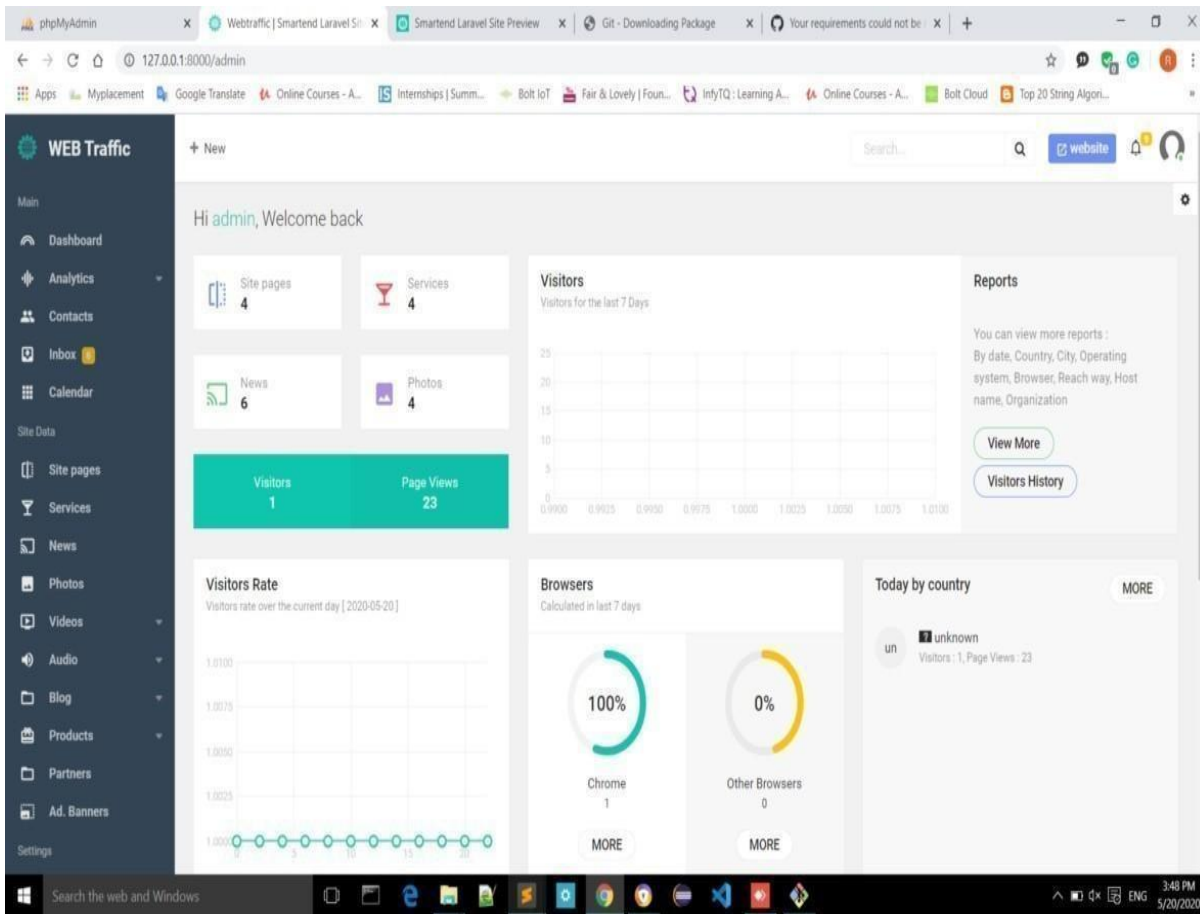 phpMyAdmin
Webtraffic | Smartend Laravel Sit
Smartend Laravel Site Preview
Git - Downloading Package
Your requirements could not be
127.0.0.1:8000/admin
Apps
Myplacement
Google Translate
Online Courses - A...
Internships | Summ...
Bolt IoT
Fair & Lovely | Foun...
InfyTQ : Learning A...
Online Courses - A...
Bolt Cloud
Top 20 String Algori...
WEB Traffic
+ New
Search...
website
Main
Dashboard
Analytics
Contacts
Inbox
Calendar
Site Data
Site pages
Services
News
Photos
Videos
Audio
Blog
Products
Partners
Ad. Banners
Settings
Hi admin, Welcome back
Site pages
4
Services
4
News
6
Photos
4
Visitors
1
Page Views
23
Visitors
Visitors for the last 7 Days
25
20
15
10
5
0
0.9900 0.9925 0.9950 0.9975 1.0000 1.0025 1.0050 1.0075 1.0100
Reports
You can view more reports :
By date, Country, City, Operating
system, Browser, Reach way, Host
name, Organization
View More
Visitors History
Visitors Rate
Visitors rate over the current day [ 2020-05-20 ]
1.0100
1.0075
1.0050
1.0025
1.0000
0 5 10 15 20
Browsers
Calculated in last 7 days
100%
Chrome
1
MORE
0%
Other Browsers
0
MORE
Today by country
MORE
un
unknown
Visitors : 1, Page Views : 23
Search the web and Windows
ENG
3:48 PM
5/20/2020